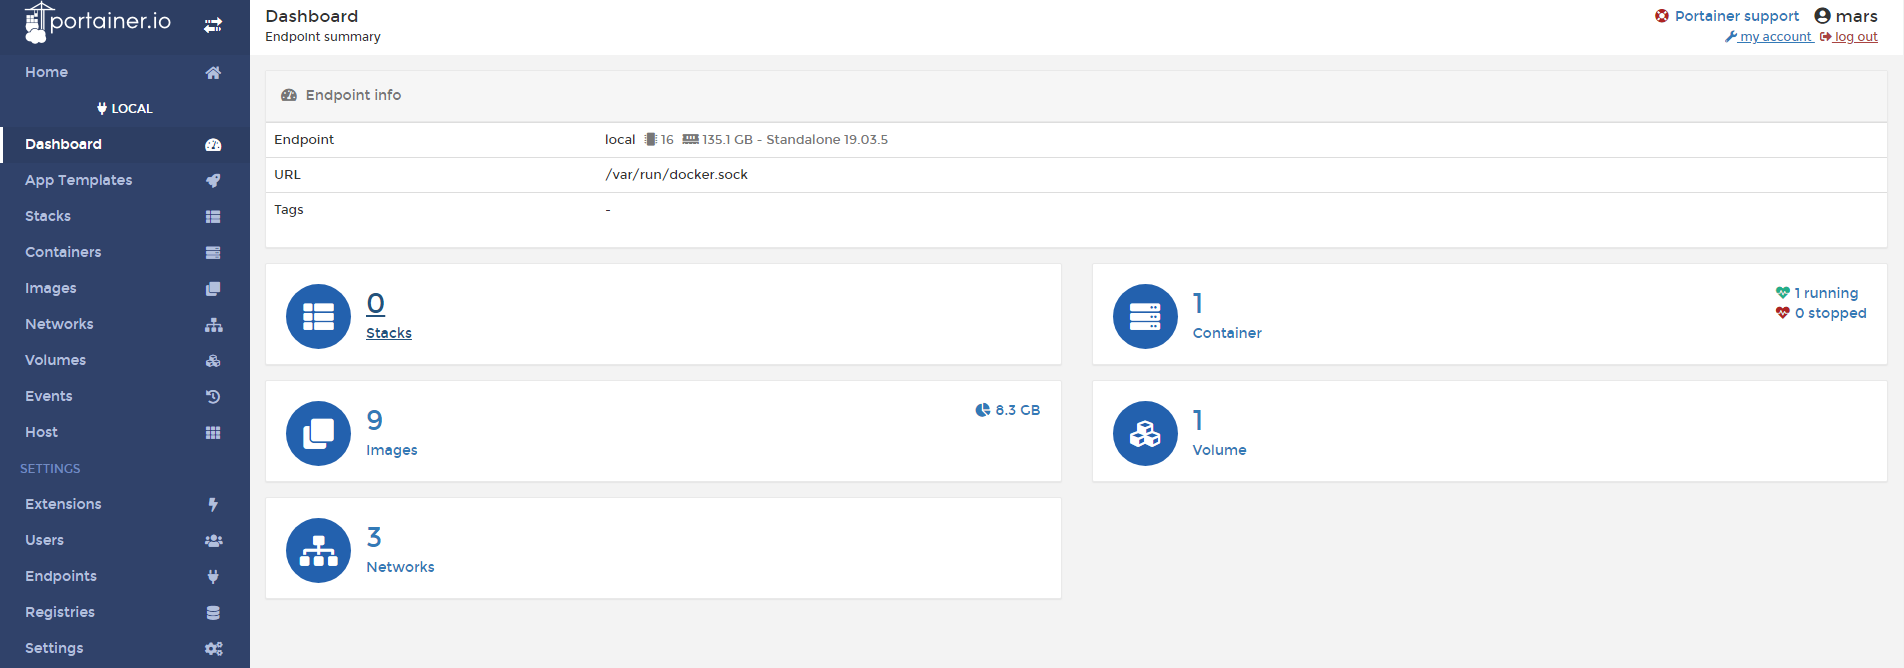 portainer.io
Home
LOCAL
Dashboard
App Templates
Stacks
Containers
Images
Networks
Volumes
Events
Host
SETTINGS
Extensions
Users
Endpoints
Registries
Settings
Dashboard
Endpoint summary
Portainer support mars
my account log out
Endpoint info
Endpoint local 16 135.1 GB - Standalone 19.03.5
URL /var/run/docker.sock
Tags -
0
Stacks
1
Container
1 running
0 stopped
9
Images
8.3 GB
1
Volume
3
Networks